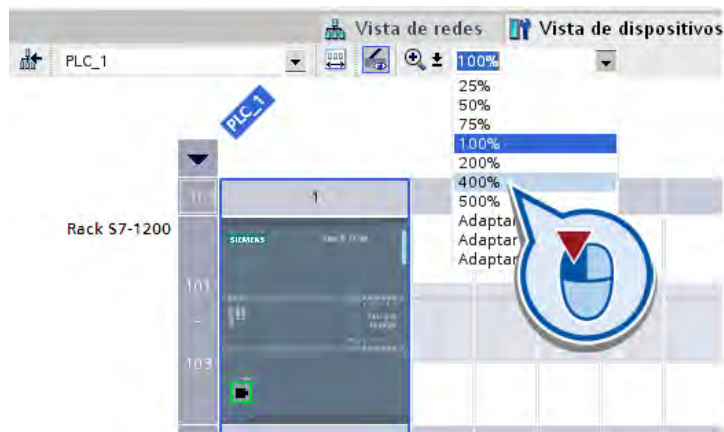 Vista de redes
Vista de dispositivos
PLC_1
100%
25%
50%
75%
100%
200%
400%
500%
Adaptar
Adaptar
Adaptar
PLC_1
1
Rack S7-1200
SIEMENS
101
103